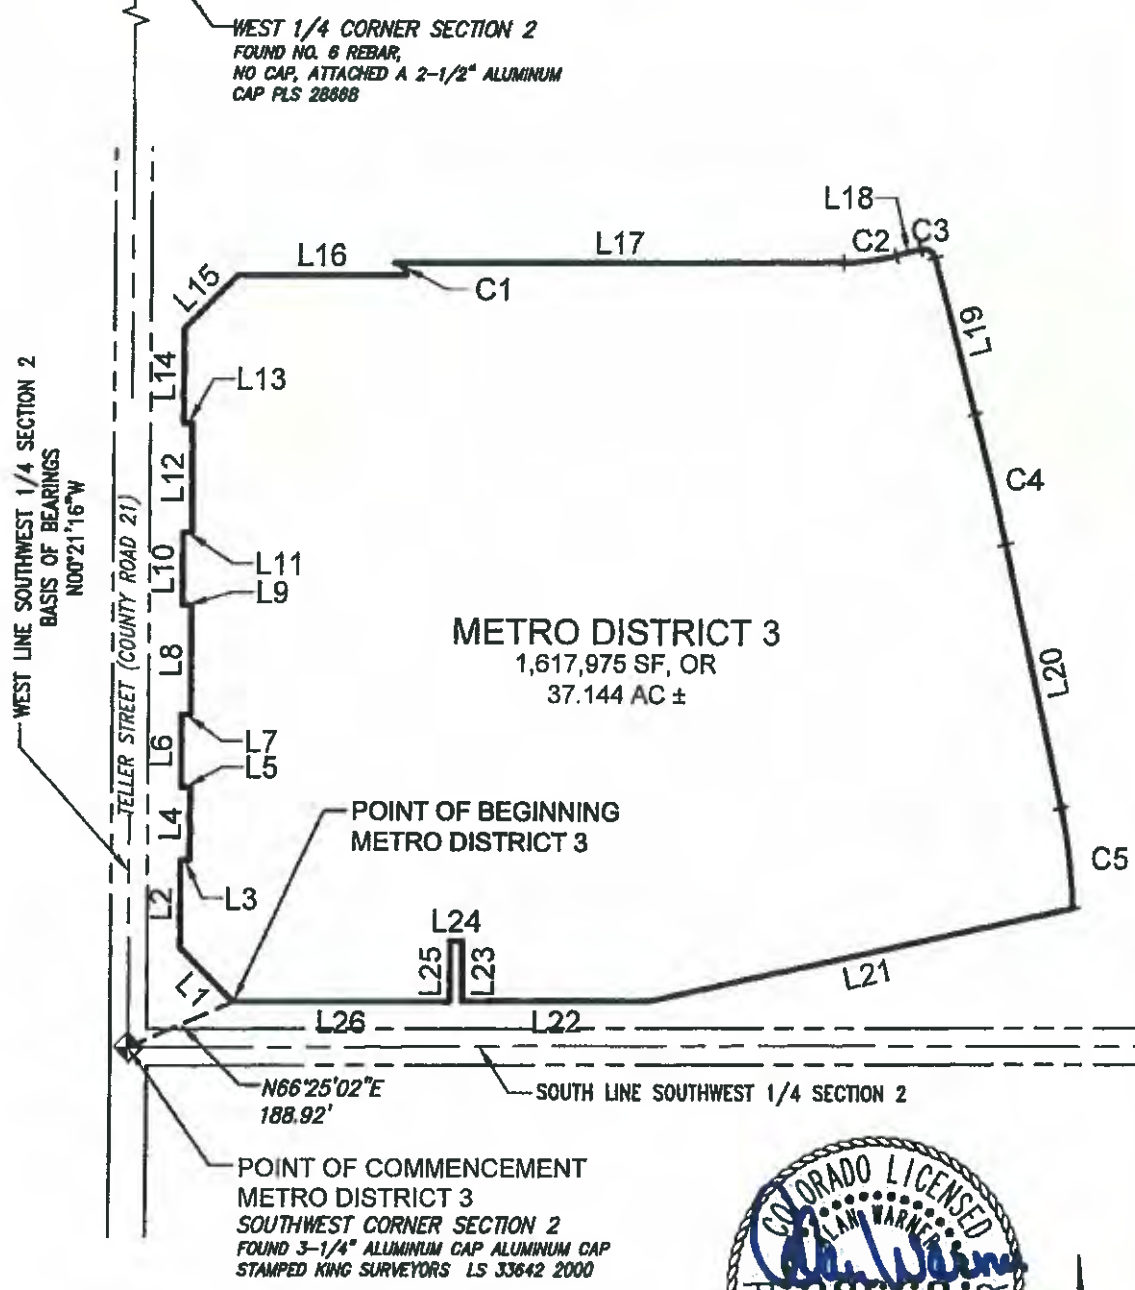 WEST 1/4 CORNER SECTION 2
FOUND NO. 6 REBAR,
NO CAP, ATTACHED A 2-1/2" ALUMINUM
CAP PLS 28668
L18
C3
C2
L17
L16
C1
L15
L19
L14
L13
WEST LINE SOUTHWEST 1/4 SECTION 2
BASIS OF BEARINGS
N00°21'16"W
TELLER STREET (COUNTY ROAD 21)
L12
C4
L11
L10
L9
METRO DISTRICT 3
1,617,975 SF, OR
37.144 AC ±
L8
L20
L7
L6
L5
POINT OF BEGINNING
METRO DISTRICT 3
L4
C5
L3
L2
L24
L25
L23
L21
L1
L26
L22
N66°25'02"E
188.92'
SOUTH LINE SOUTHWEST 1/4 SECTION 2
POINT OF COMMENCEMENT
METRO DISTRICT 3
SOUTHWEST CORNER SECTION 2
FOUND 3-1/4" ALUMINUM CAP ALUMINUM CAP
STAMPED KING SURVEYORS LS 33642 2000
COLORADO LICENSED
ALAN WARNER